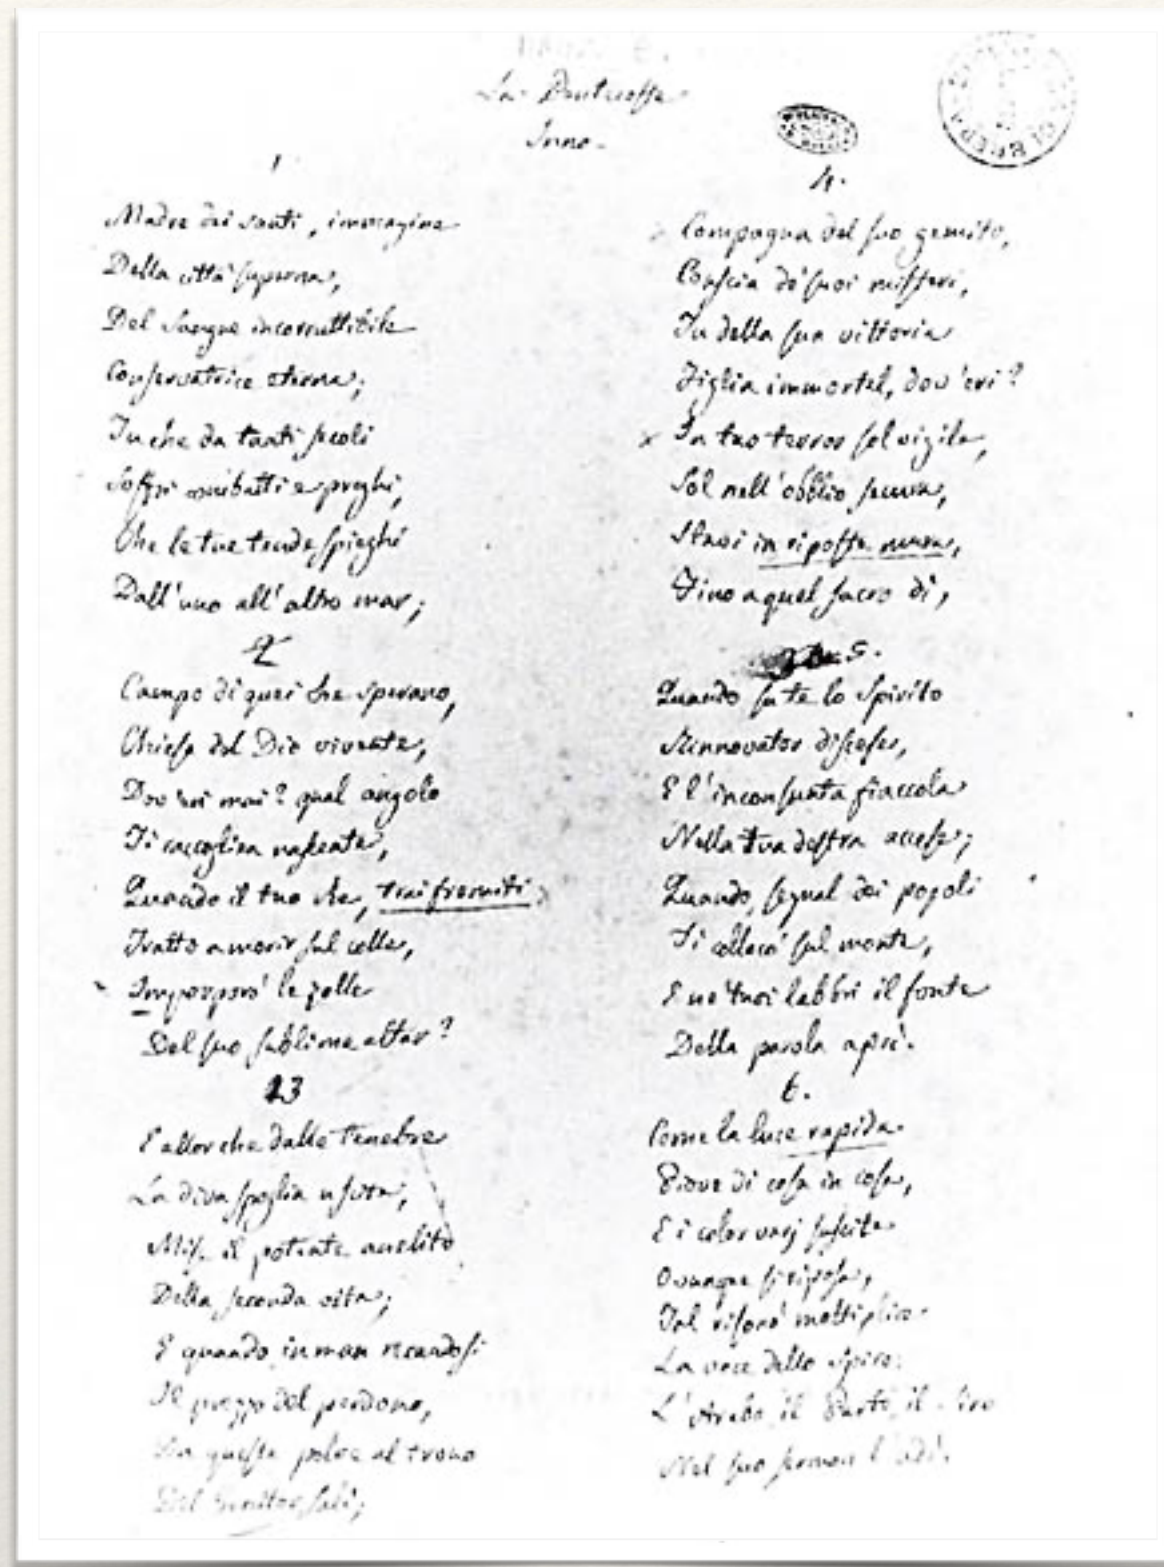 La Pentecoste
Inno.
1
Madre dei santi, immagine
Della città superna,
Del Sangue incorruttibile
Conservatrice eterna;
Tu che da tanti secoli
Soffri combatti e preghi,
Che le tue tende spieghi
Dall'uno all'altro mar;
2
Campo di quei che sperano,
Chiesa del Dio vivente,
Dov'eri mai? qual angolo
Ti raccogliea nascente,
Quando il tuo Re, trai fremiti
Tratto a morir sul colle,
Imporporò le zolle
Del suo sublime altar?
3
E allor che dalle tenebre
La diva spoglia uscita,
Mise il potente anelito
Della seconda vita;
E quando in man recandosi
Il prezzo del perdono,
Da questa polve al trono
Del Genitor salì;
4.
Compagna del suo gemito,
Conscia de' suoi misteri,
Tu della sua vittoria
Figlia immortal, dov'eri?
In tuo terror sol vigile,
Sol nell'obblio secura,
Stavi in riposte mura,
Fino a quel sacro dì,
5.
Quando su te lo Spirito
Rinnovator discese,
E l'inconsunta fiaccola
Nella tua destra accese;
Quando, segnal dei popoli
Ti collocò sul monte,
E ne' tuoi labbri il fonte
Della parola aprì.
6.
Come la luce rapida
Piove di cosa in cosa,
E i color varj suscita
Ovunque si riposa;
Tal risonò moltiplice
La voce dello Spiro:
L'Arabo il Parto, il Siro
Nel suo sermon l'udì.